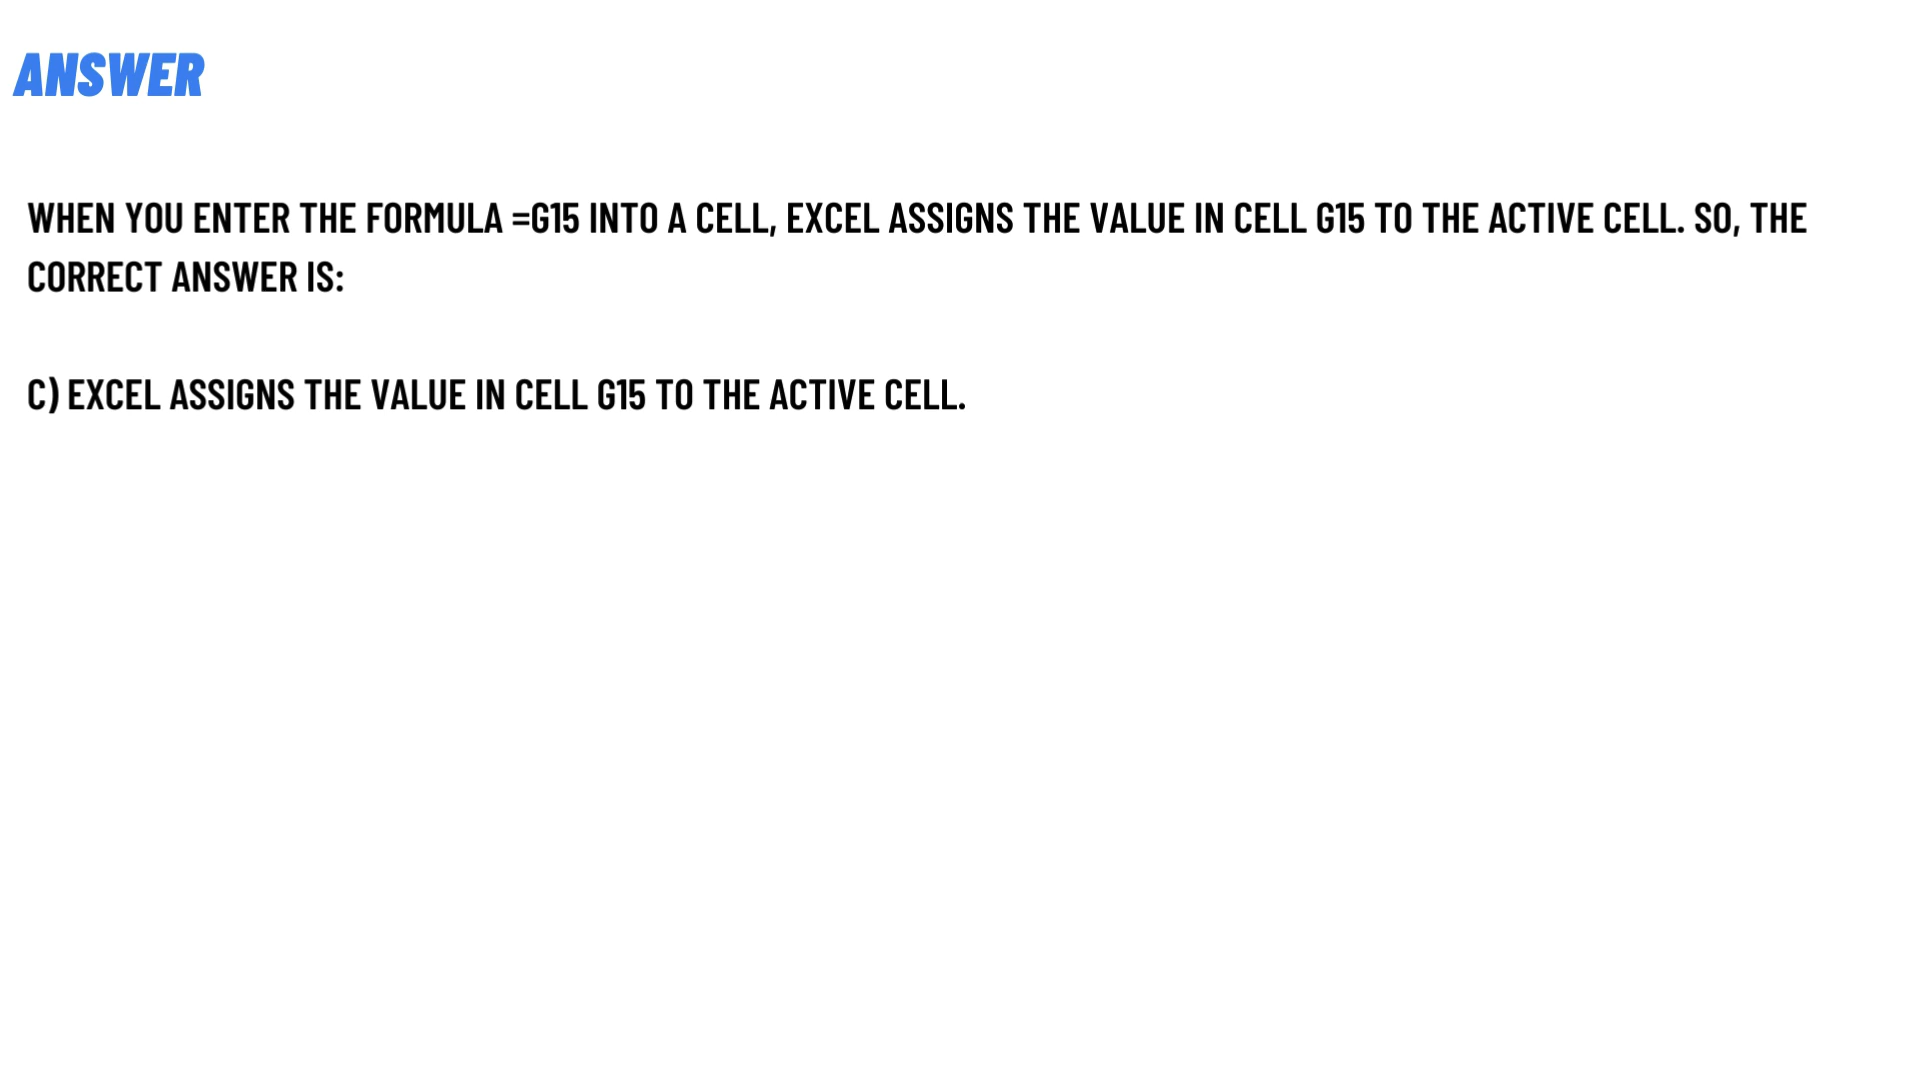 ANSWER
WHEN YOU ENTER THE FORMULA =G15 INTO A CELL, EXCEL ASSIGNS THE VALUE IN CELL G15 TO THE ACTIVE CELL. SO, THE
CORRECT ANSWER IS:
C) EXCEL ASSIGNS THE VALUE IN CELL G15 TO THE ACTIVE CELL.